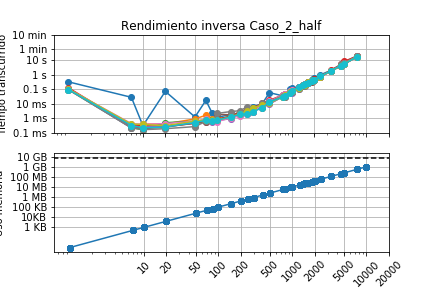 Rendimiento inversa Caso_2_half
10 min
1 min
10 s
1 s
0.1 s
10 ms
1 ms
0.1 ms
10 GB
1 GB
100 MB
10 MB
1 MB
100 KB
10KB
1 KB
10
20
50
100
200
500
1000
2000
5000
10000
20000